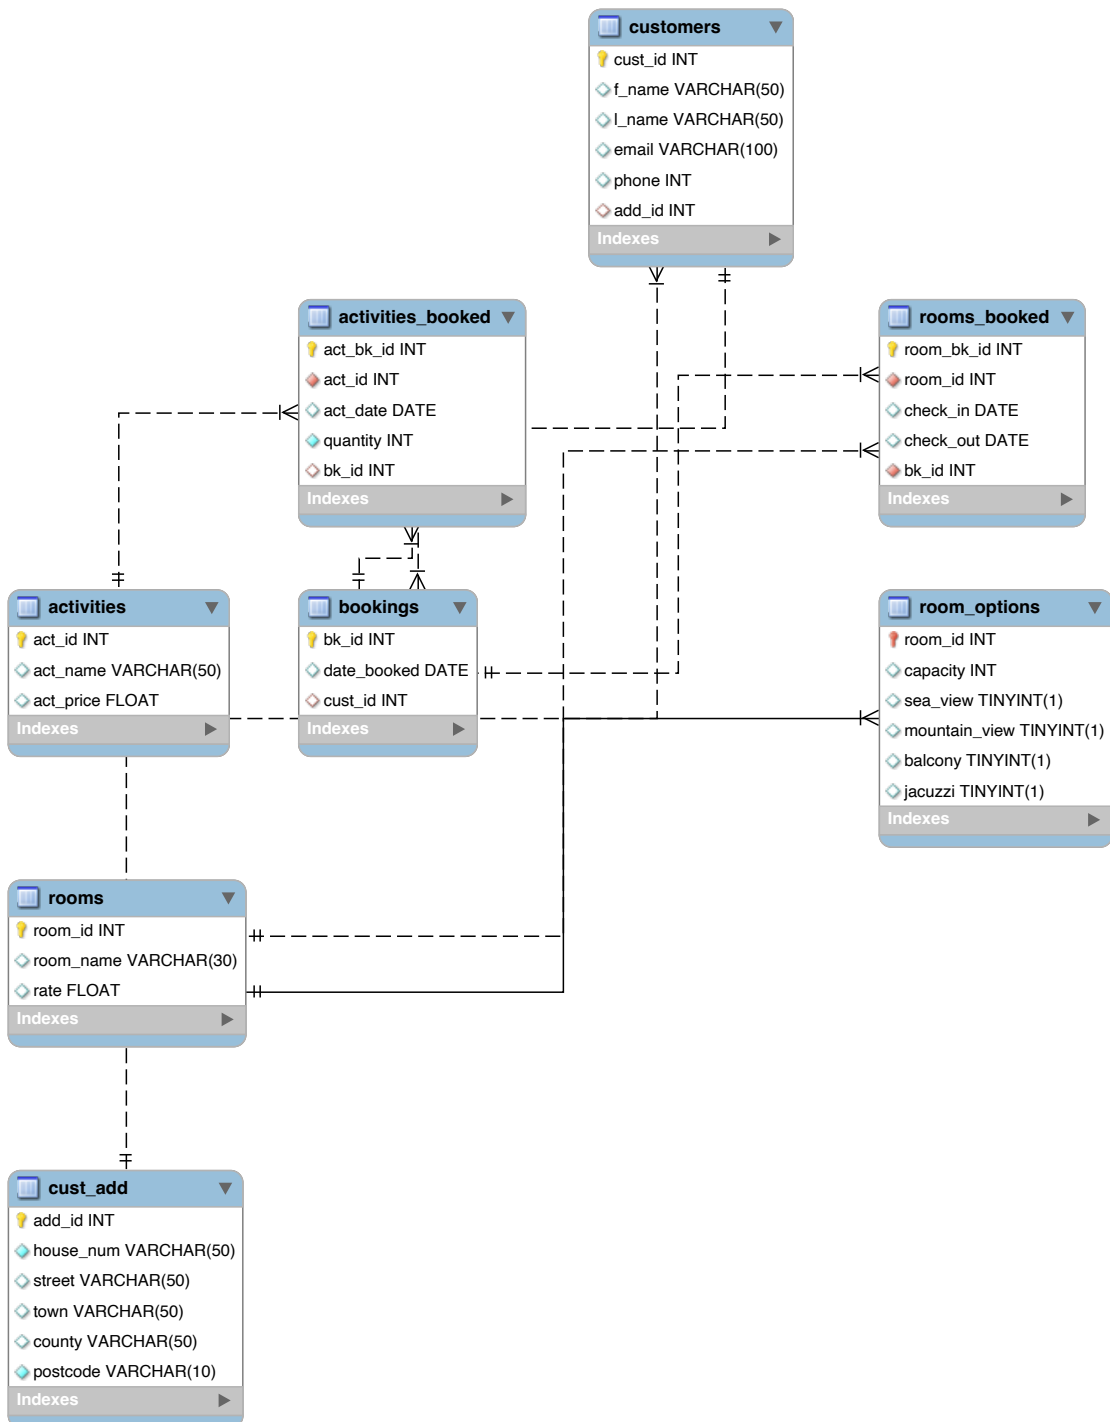 customers
cust_id INT
f_name VARCHAR(50)
l_name VARCHAR(50)
email VARCHAR(100)
phone INT
add_id INT
Indexes
activities_booked
act_bk_id INT
act_id INT
act_date DATE
quantity INT
bk_id INT
Indexes
rooms_booked
room_bk_id INT
room_id INT
check_in DATE
check_out DATE
bk_id INT
Indexes
activities
act_id INT
act_name VARCHAR(50)
act_price FLOAT
Indexes
bookings
bk_id INT
date_booked DATE
cust_id INT
Indexes
room_options
room_id INT
capacity INT
sea_view TINYINT(1)
mountain_view TINYINT(1)
balcony TINYINT(1)
jacuzzi TINYINT(1)
Indexes
rooms
room_id INT
room_name VARCHAR(30)
rate FLOAT
Indexes
cust_add
add_id INT
house_num VARCHAR(50)
street VARCHAR(50)
town VARCHAR(50)
county VARCHAR(50)
postcode VARCHAR(10)
Indexes